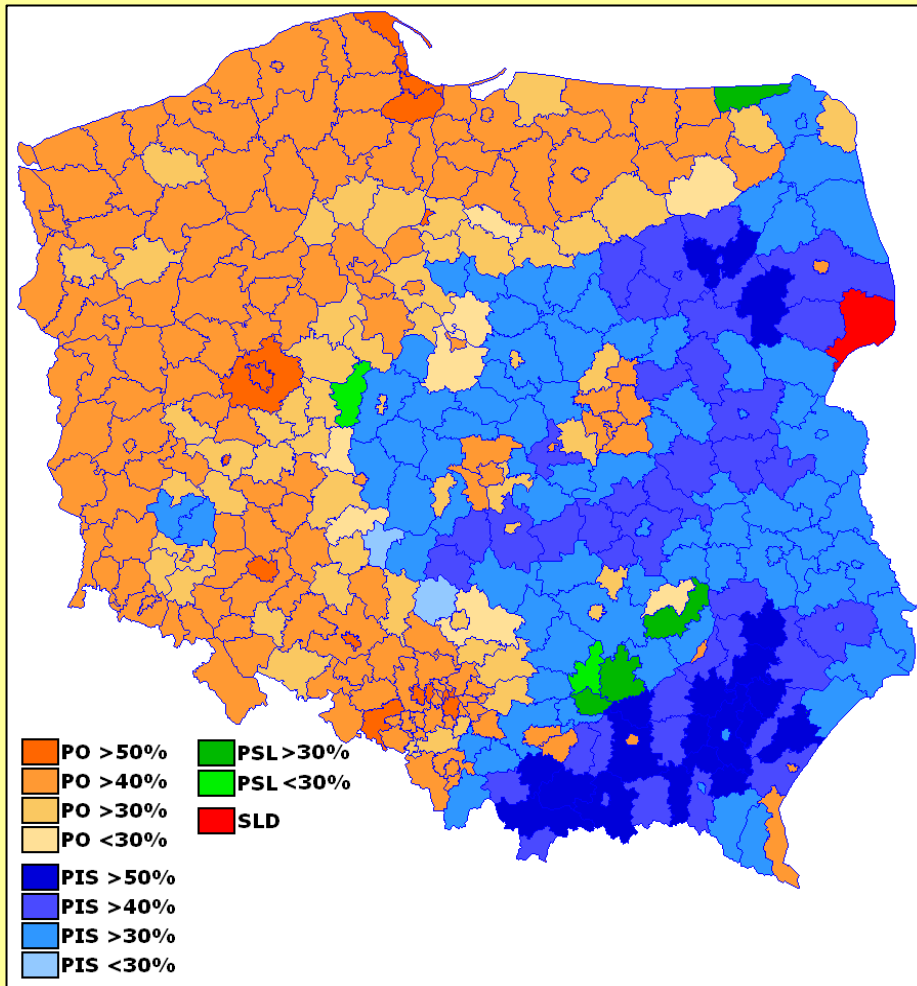 PO >50%
PO >40%
PO >30%
PO <30%
PIS >50%
PIS >40%
PIS >30%
PIS <30%
PSL >30%
PSL <30%
SLD